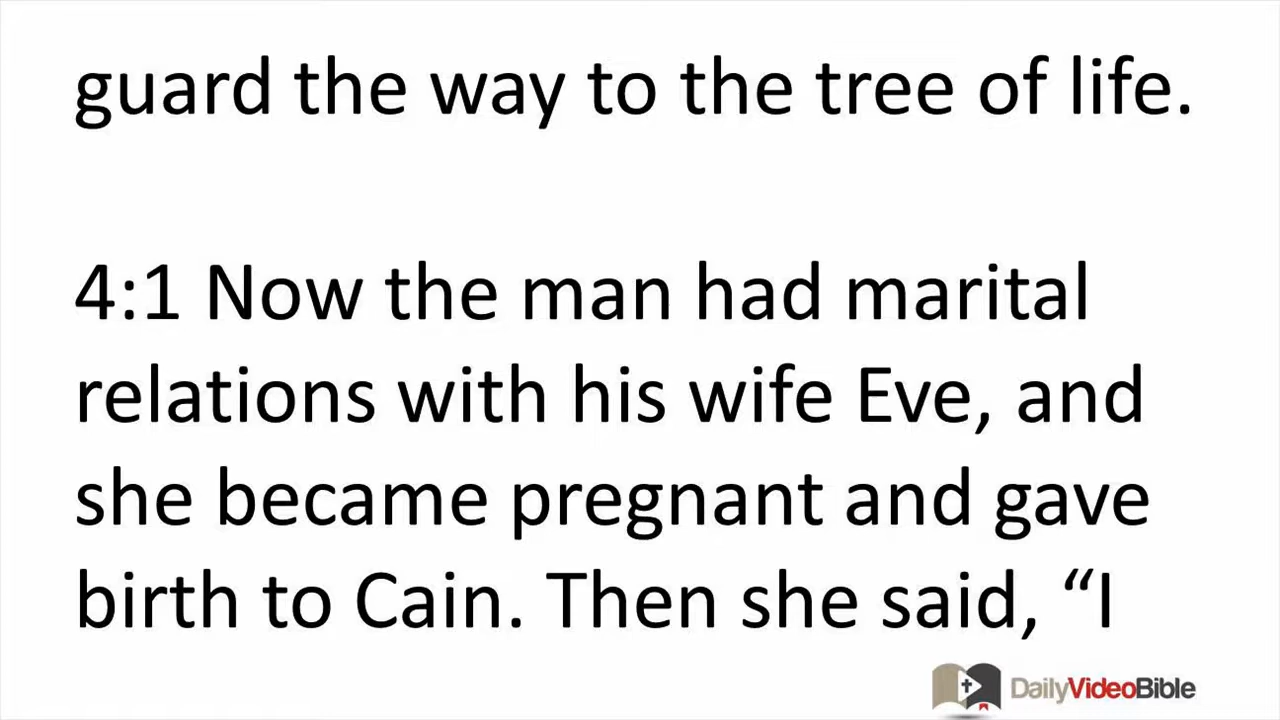 guard the way to the tree of life.
4:1 Now the man had marital
relations with his wife Eve, and
she became pregnant and gave
birth to Cain. Then she said, “I
DailyVideoBible